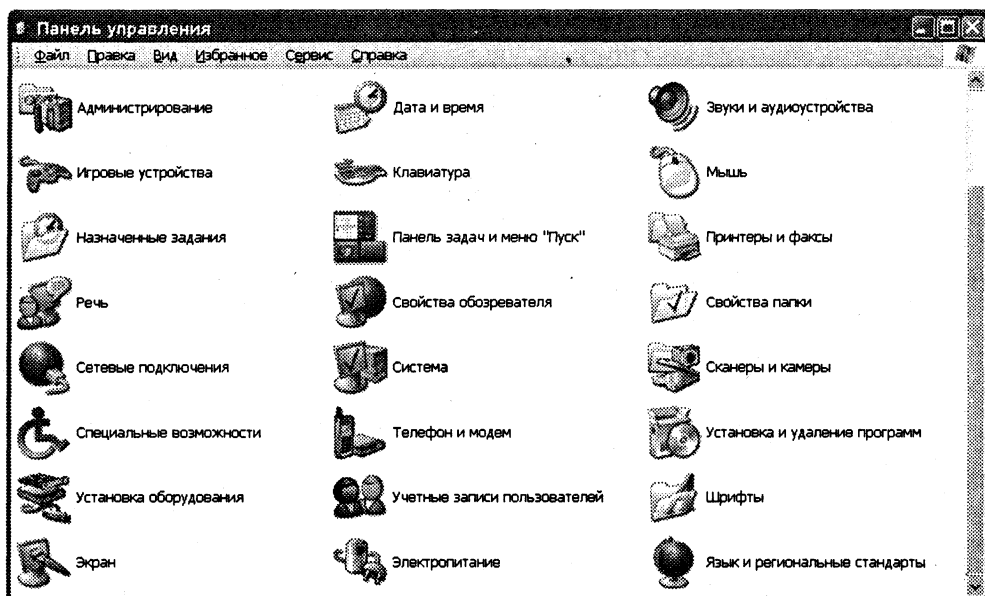 Панель управления
Файл Правка Вид Избранное Сервис Справка
Администрирование Дата и время Звуки и аудиоустройства
Игровые устройства Клавиатура Мышь
Назначенные задания Панель задач и меню "Пуск" Принтеры и факсы
Речь Свойства обозревателя Свойства папки
Сетевые подключения Система Сканеры и камеры
Специальные возможности Телефон и модем Установка и удаление программ
Установка оборудования Учетные записи пользователей Шрифты
Экран Электропитание Язык и региональные стандарты